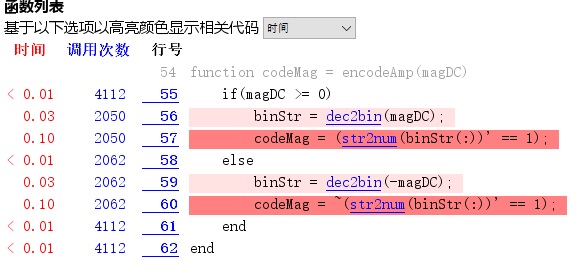 函数列表
基于以下选项以高亮颜色显示相关代码 时间
时间 调用次数 行号
54 function codeMag = encodeAmp(magDC)
< 0.01 4112 55 if(magDC >= 0)
0.03 2050 56 binStr = dec2bin(magDC);
0.10 2050 57 codeMag = (str2num(binStr(:))' == 1);
< 0.01 2062 58 else
0.03 2062 59 binStr = dec2bin(-magDC);
0.10 2062 60 codeMag = ~(str2num(binStr(:))' == 1);
< 0.01 4112 61 end
< 0.01 4112 62 end